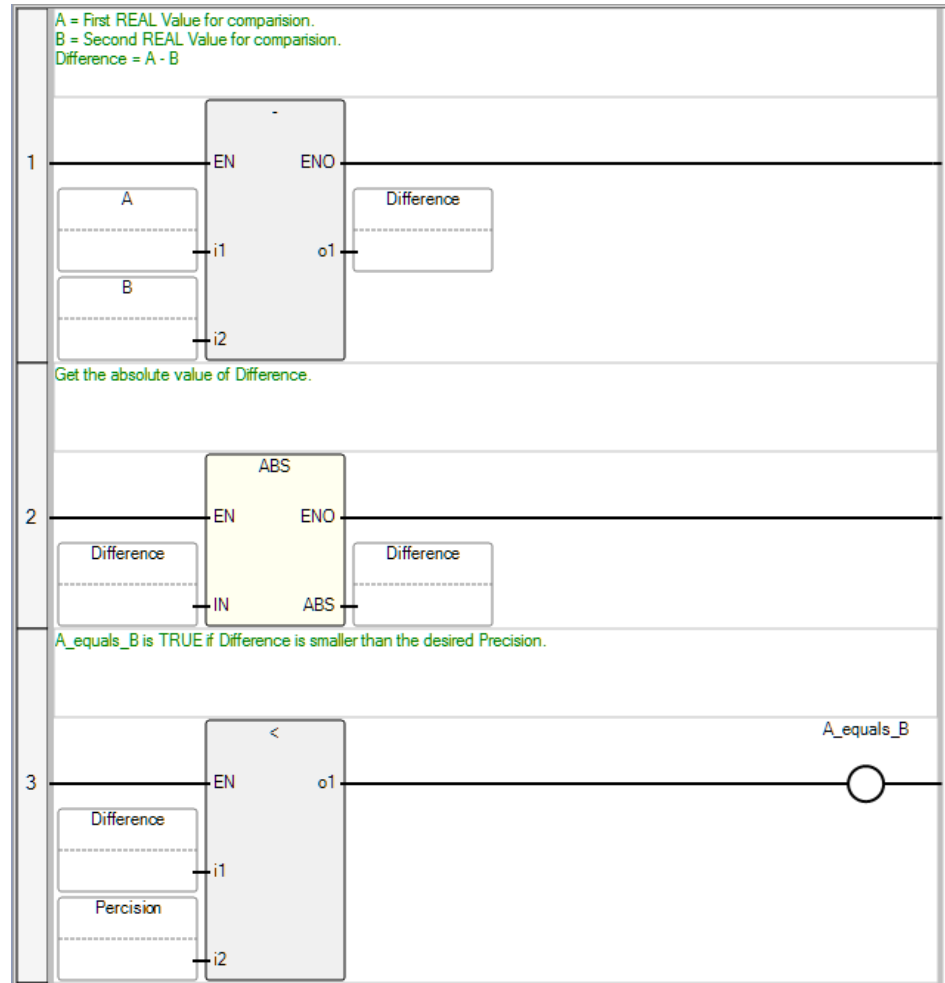 A = First REAL Value for comparision.
B = Second REAL Value for comparision.
Difference = A - B
-
1
EN ENO
A
Difference
i1 o1
B
i2
Get the absolute value of Difference.
ABS
2
EN ENO
Difference
Difference
IN ABS
A_equals_B is TRUE if Difference is smaller than the desired Precision.
<
A_equals_B
3
EN o1
Difference
i1
Percision
i2